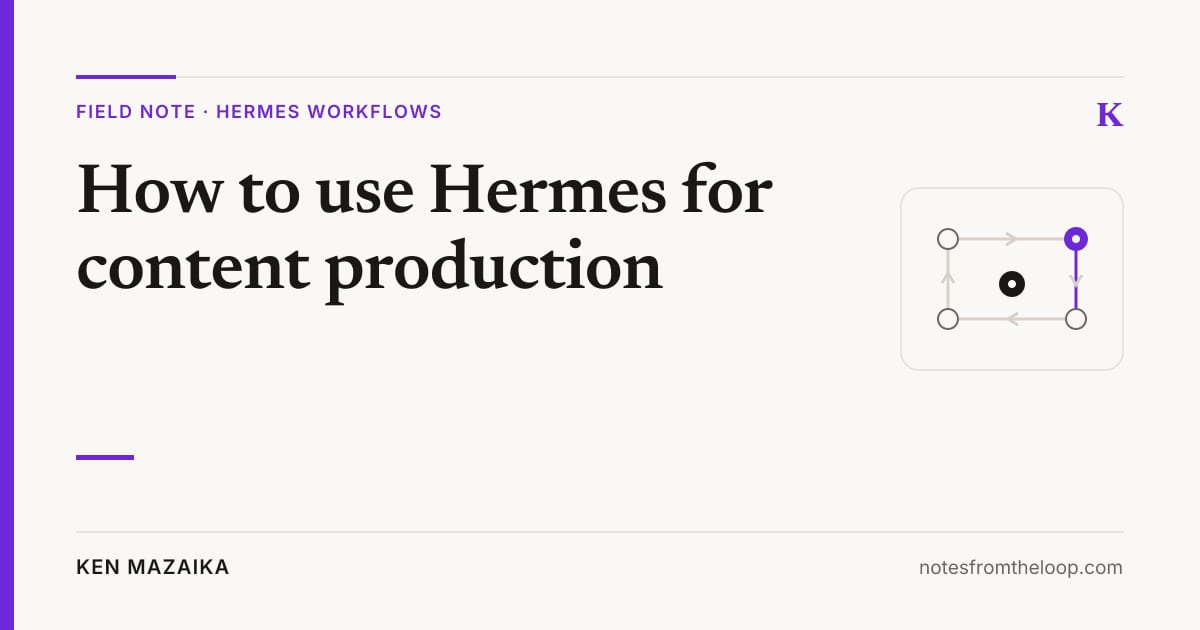 FIELD NOTE · HERMES WORKFLOWS
K
How to use Hermes for
content production
KEN MAZAIKA
notesfromtheloop.com